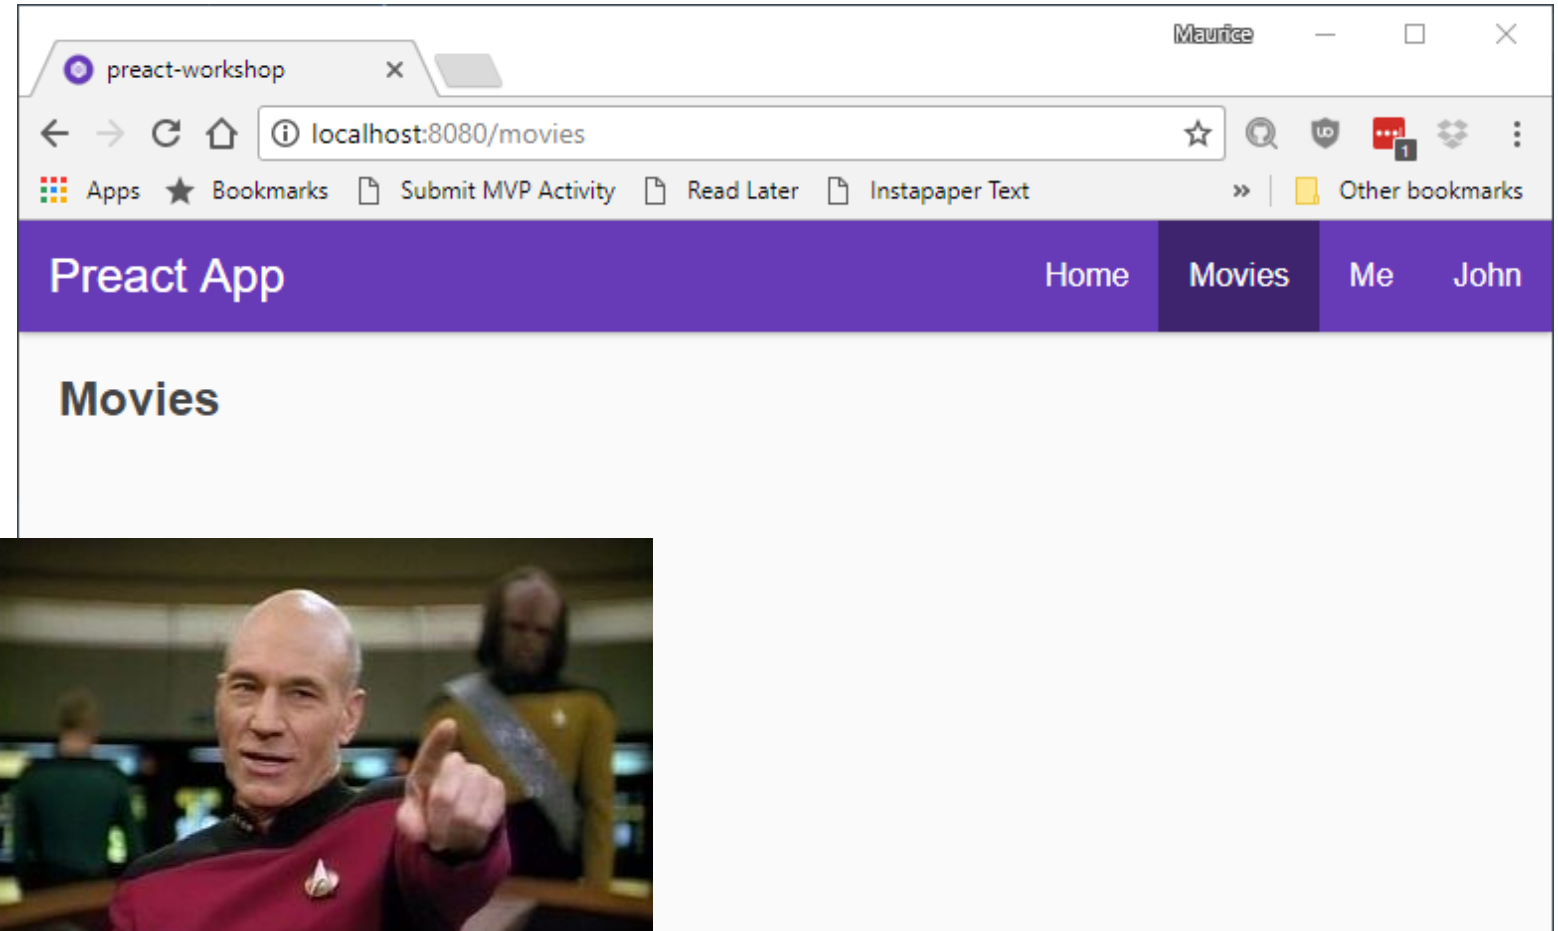 Maurice
preact-workshop
localhost:8080/movies
Apps Bookmarks Submit MVP Activity Read Later Instapaper Text » Other bookmarks
1
Preact App Home Movies Me John
Movies